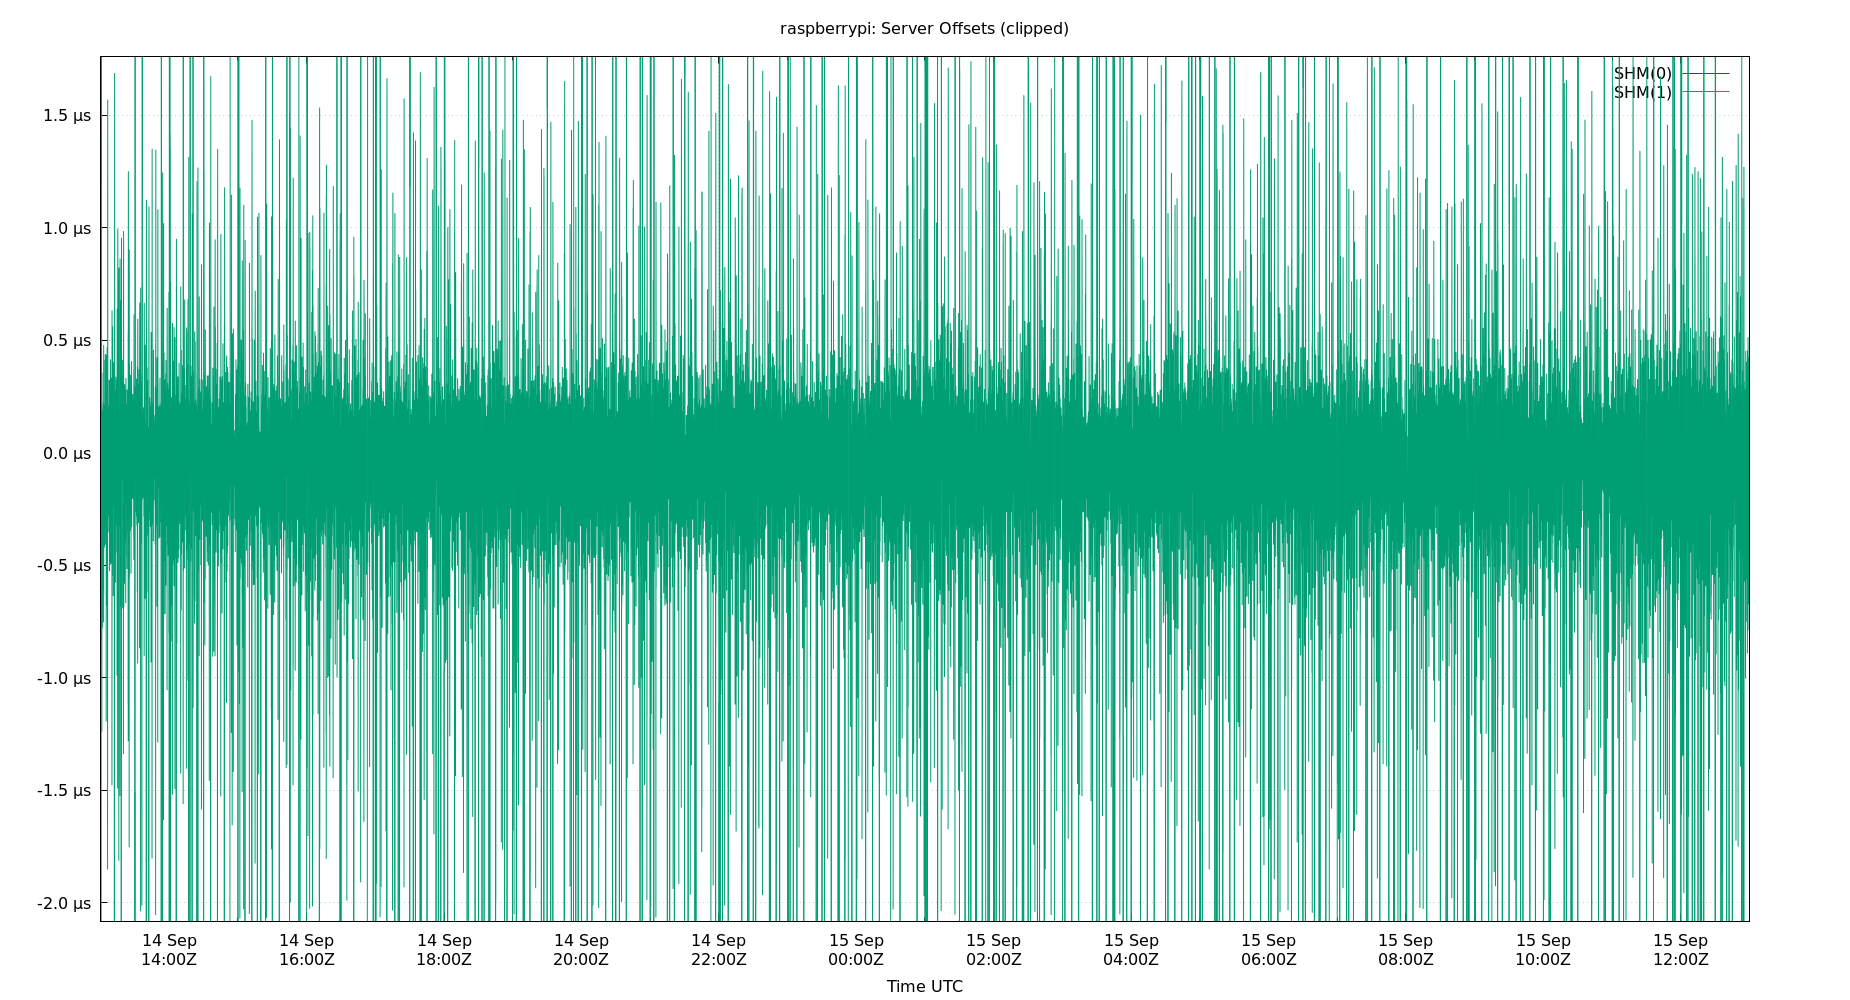 raspberrypi: Server Offsets (clipped)
SHM(0)
SHM(1)
1.5 µs
1.0 µs
0.5 µs
0.0 µs
-0.5 µs
-1.0 µs
-1.5 µs
-2.0 µs
14 Sep 14 Sep 14 Sep 14 Sep 14 Sep 15 Sep 15 Sep 15 Sep 15 Sep 15 Sep 15 Sep 15 Sep
14:00Z 16:00Z 18:00Z 20:00Z 22:00Z 00:00Z 02:00Z 04:00Z 06:00Z 08:00Z 10:00Z 12:00Z
Time UTC